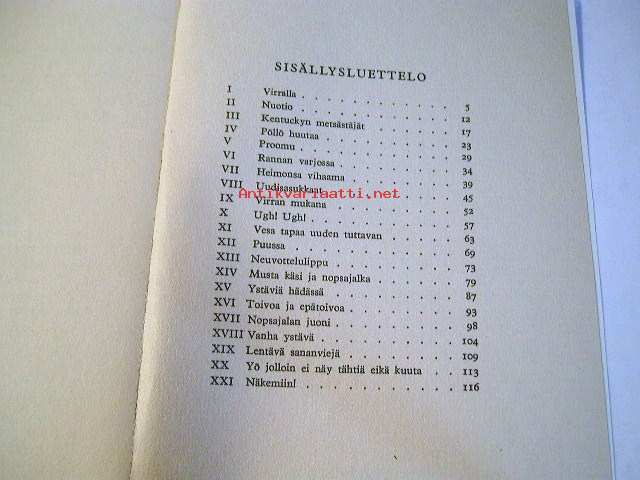 SISÄLLYSLUETTELO
I Virralla . . . . . . . . . . . 5
II Nuotio . . . . . . . . . . . 12
III Kentuckyn metsästäjät . . . . . . . 17
IV Pöllö huutaa . . . . . . . . . . 23
V Proomu . . . . . . . . . . . 29
VI Rannan varjossa . . . . . . . . . 34
VII Heimonsa vihaama . . . . . . . . 39
VIII Uudisasukkaat . . . . . . . . . 45
Antikvariaatti.net
IX Virran mukana . . . . . . . . . 52
X Ugh! Ugh! . . . . . . . . . . 57
XI Vesa tapaa uuden tuttavan . . . . . 63
XII Puussa . . . . . . . . . . . 69
XIII Neuvottelulippu . . . . . . . . . 73
XIV Musta käsi ja nopsajalka . . . . . . 79
XV Ystäviä hädässä . . . . . . . . . 87
XVI Toivoa ja epätoivoa . . . . . . . . 93
XVII Nopsajalan juoni . . . . . . . . . 98
XVIII Vanha ystävä . . . . . . . . . . 104
XIX Lentävä sananviejä . . . . . . . . 109
XX Yö jolloin ei näy tähtiä eikä kuuta . . . 113
XXI Näkemiin! . . . . . . . . . . 116